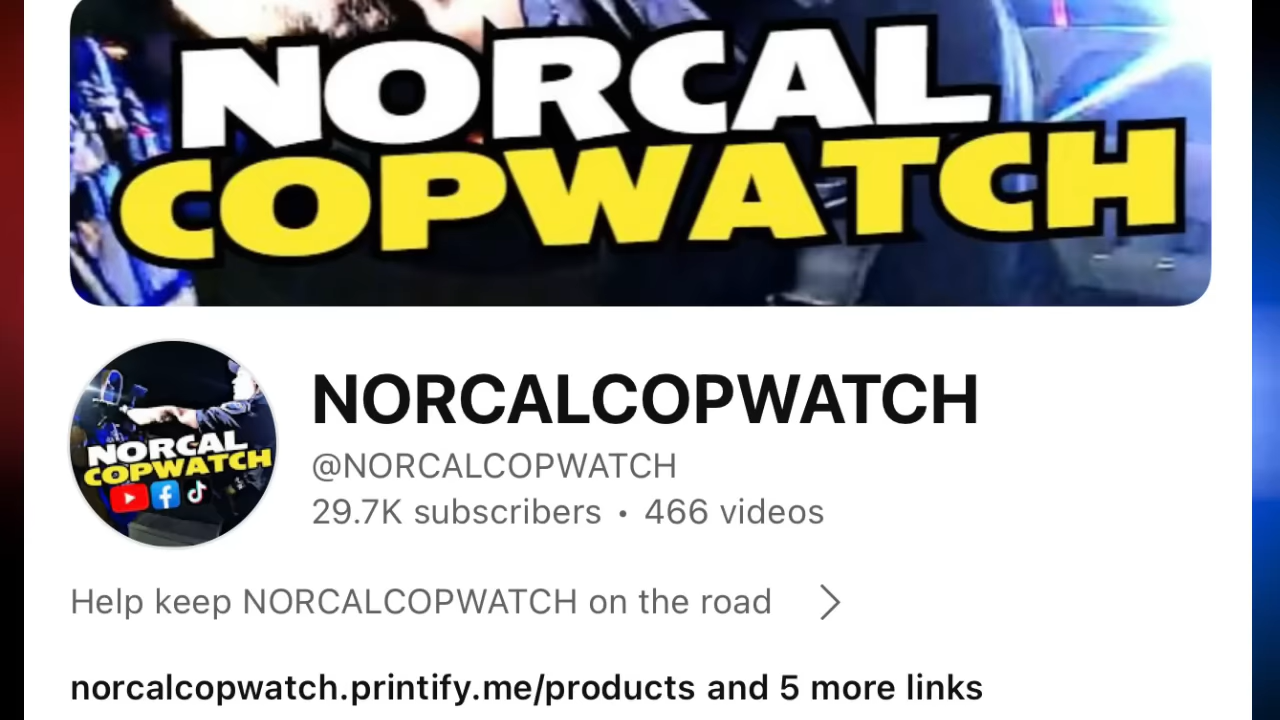 NORCAL
COPWATCH
NORCALCOPWATCH
NORCAL
COPWATCH
@NORCALCOPWATCH
29.7K subscribers • 466 videos
Help keep NORCALCOPWATCH on the road
norcalcopwatch.printify.me/products and 5 more links